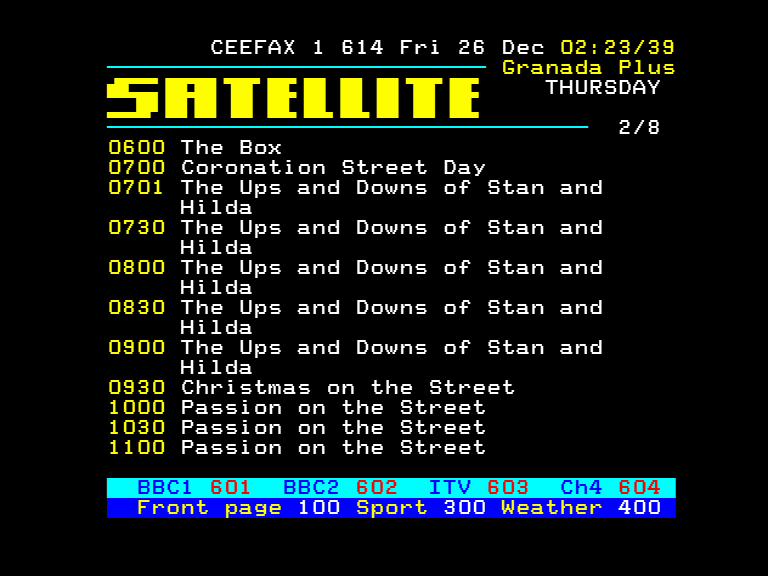 CEEFAX 1 614 Fri 26 Dec 02:23/39
Granada Plus
SATELLITE THURSDAY
2/8
0600 The Box
0700 Coronation Street Day
0701 The Ups and Downs of Stan and
Hilda
0730 The Ups and Downs of Stan and
Hilda
0800 The Ups and Downs of Stan and
Hilda
0830 The Ups and Downs of Stan and
Hilda
0900 The Ups and Downs of Stan and
Hilda
0930 Christmas on the Street
1000 Passion on the Street
1030 Passion on the Street
1100 Passion on the Street
BBC1 601 BBC2 602 ITV 603 Ch4 604
Front page 100 Sport 300 Weather 400